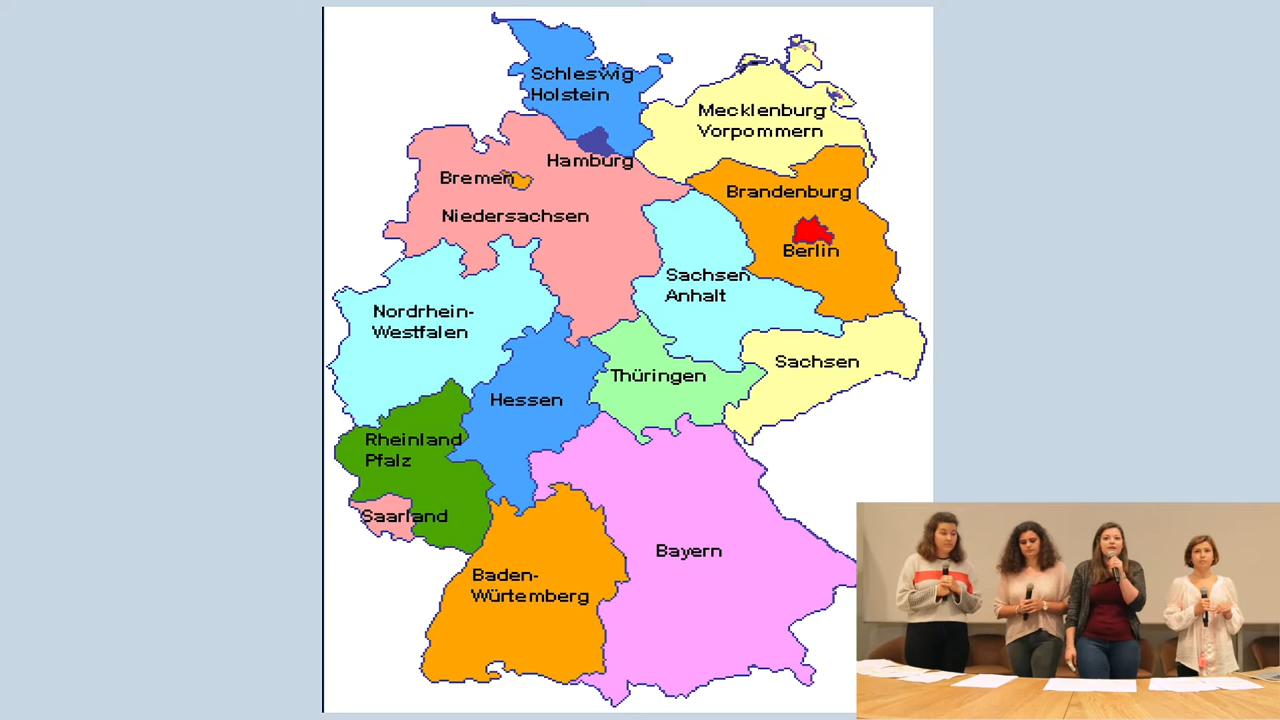 Schleswig
Holstein
Mecklenburg
Vorpommern
Hamburg
Bremen
Brandenburg
Niedersachsen
Berlin
Sachsen
Anhalt
Nordrhein-
Westfalen
Sachsen
Thüringen
Hessen
Rheinland
Pfalz
Saarland
Bayern
Baden-
Würtemberg